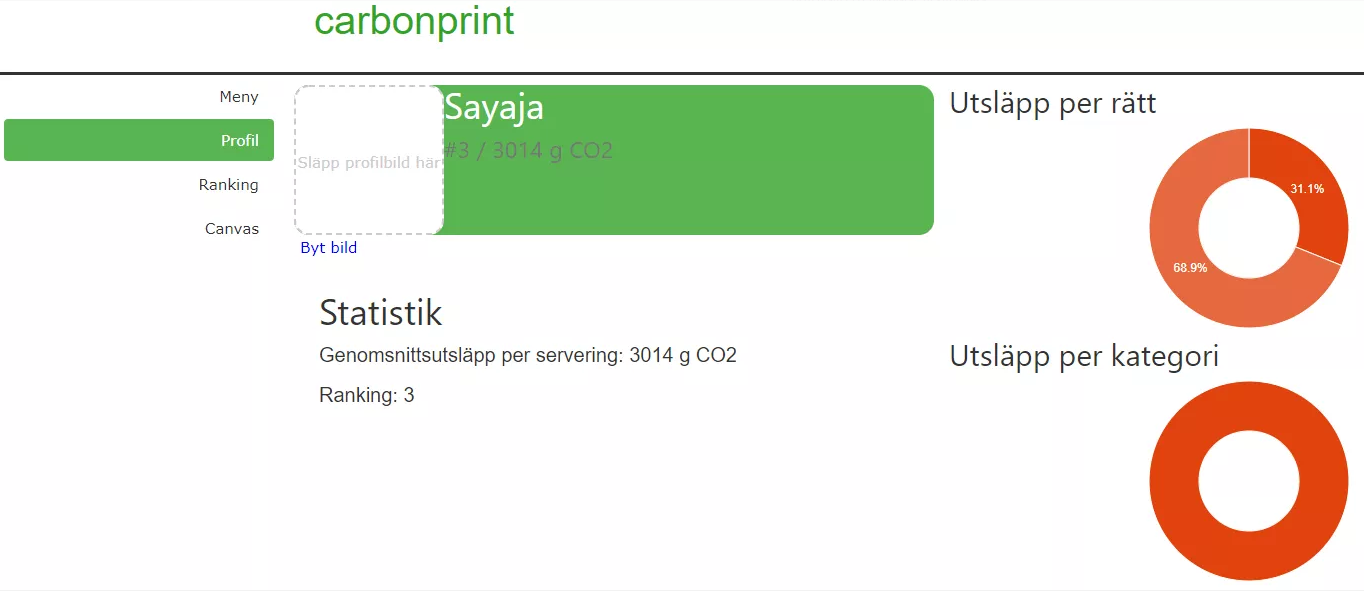 carbonprint
Meny
Profil
Ranking
Canvas
Släpp profilbild här
Sayaja
#3 / 3014 g CO2
Byt bild
Statistik
Genomsnittsutsläpp per servering: 3014 g CO2
Ranking: 3
Utsläpp per rätt
31.1%
68.9%
Utsläpp per kategori